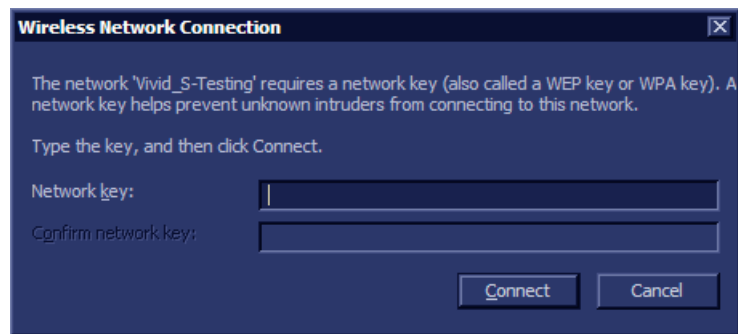 Wireless Network Connection
The network 'Vivid_S-Testing' requires a network key (also called a WEP key or WPA key). A
network key helps prevent unknown intruders from connecting to this network.
Type the key, and then click Connect.
Network key:
Confirm network key:
Connect Cancel